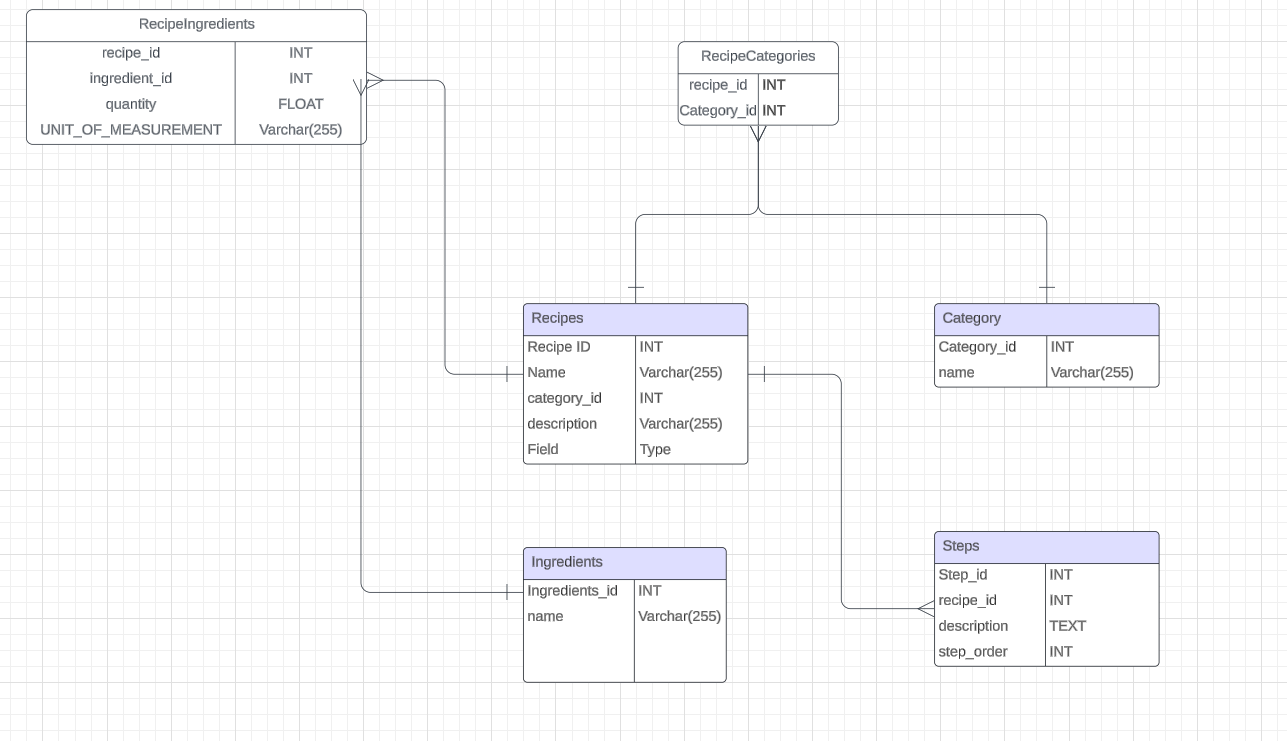 RecipeIngredients
recipe_id INT
ingredient_id INT
quantity FLOAT
UNIT_OF_MEASUREMENT Varchar(255)
RecipeCategories
recipe_id INT
Category_id INT
Recipes
Recipe ID INT
Name Varchar(255)
category_id INT
description Varchar(255)
Field Type
Category
Category_id INT
name Varchar(255)
Ingredients
Ingredients_id INT
name Varchar(255)
Steps
Step_id INT
recipe_id INT
description TEXT
step_order INT